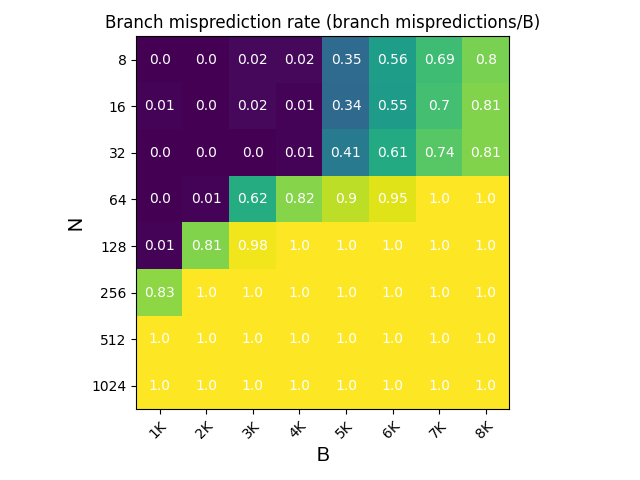 Branch misprediction rate (branch mispredictions/B)
8 0.0 0.0 0.02 0.02 0.35 0.56 0.69 0.8
16 0.01 0.0 0.02 0.01 0.34 0.55 0.7 0.81
32 0.0 0.0 0.0 0.01 0.41 0.61 0.74 0.81
64 0.0 0.01 0.62 0.82 0.9 0.95 1.0 1.0
128 0.01 0.81 0.98 1.0 1.0 1.0 1.0 1.0
256 0.83 1.0 1.0 1.0 1.0 1.0 1.0 1.0
512 1.0 1.0 1.0 1.0 1.0 1.0 1.0 1.0
1024 1.0 1.0 1.0 1.0 1.0 1.0 1.0 1.0
N
1K 2K 3K 4K 5K 6K 7K 8K
B